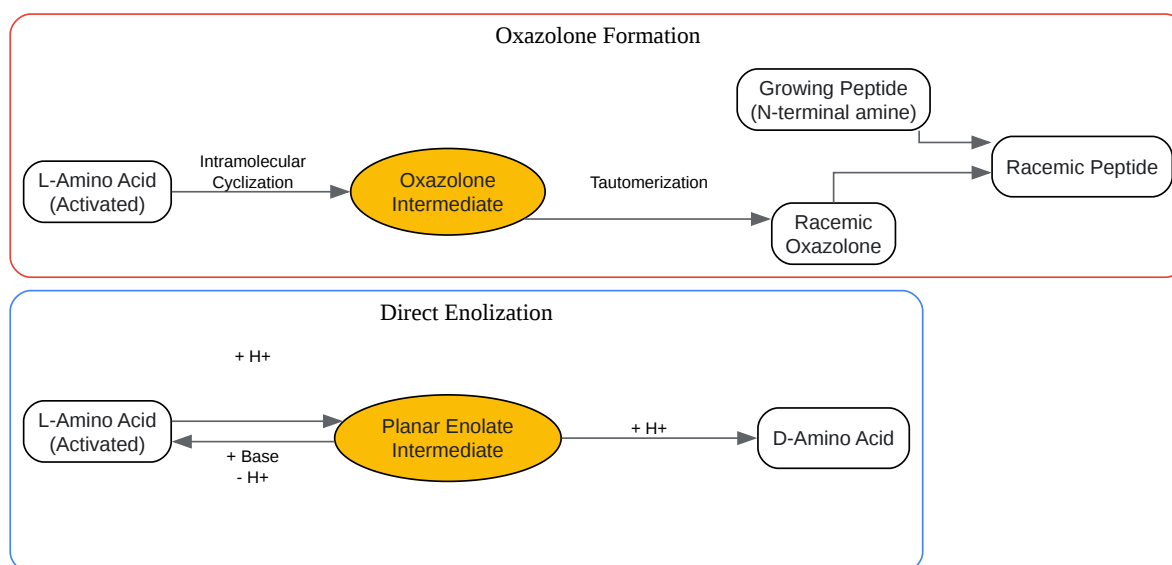 Oxazolone Formation
Growing Peptide
(N-terminal amine)
Intramolecular
Cyclization
L-Amino Acid
(Activated)
Oxazolone
Intermediate
Tautomerization
Racemic Peptide
Racemic
Oxazolone
Direct Enolization
+ H+
L-Amino Acid
(Activated)
Planar Enolate
Intermediate
+ H+
D-Amino Acid
+ Base
- H+